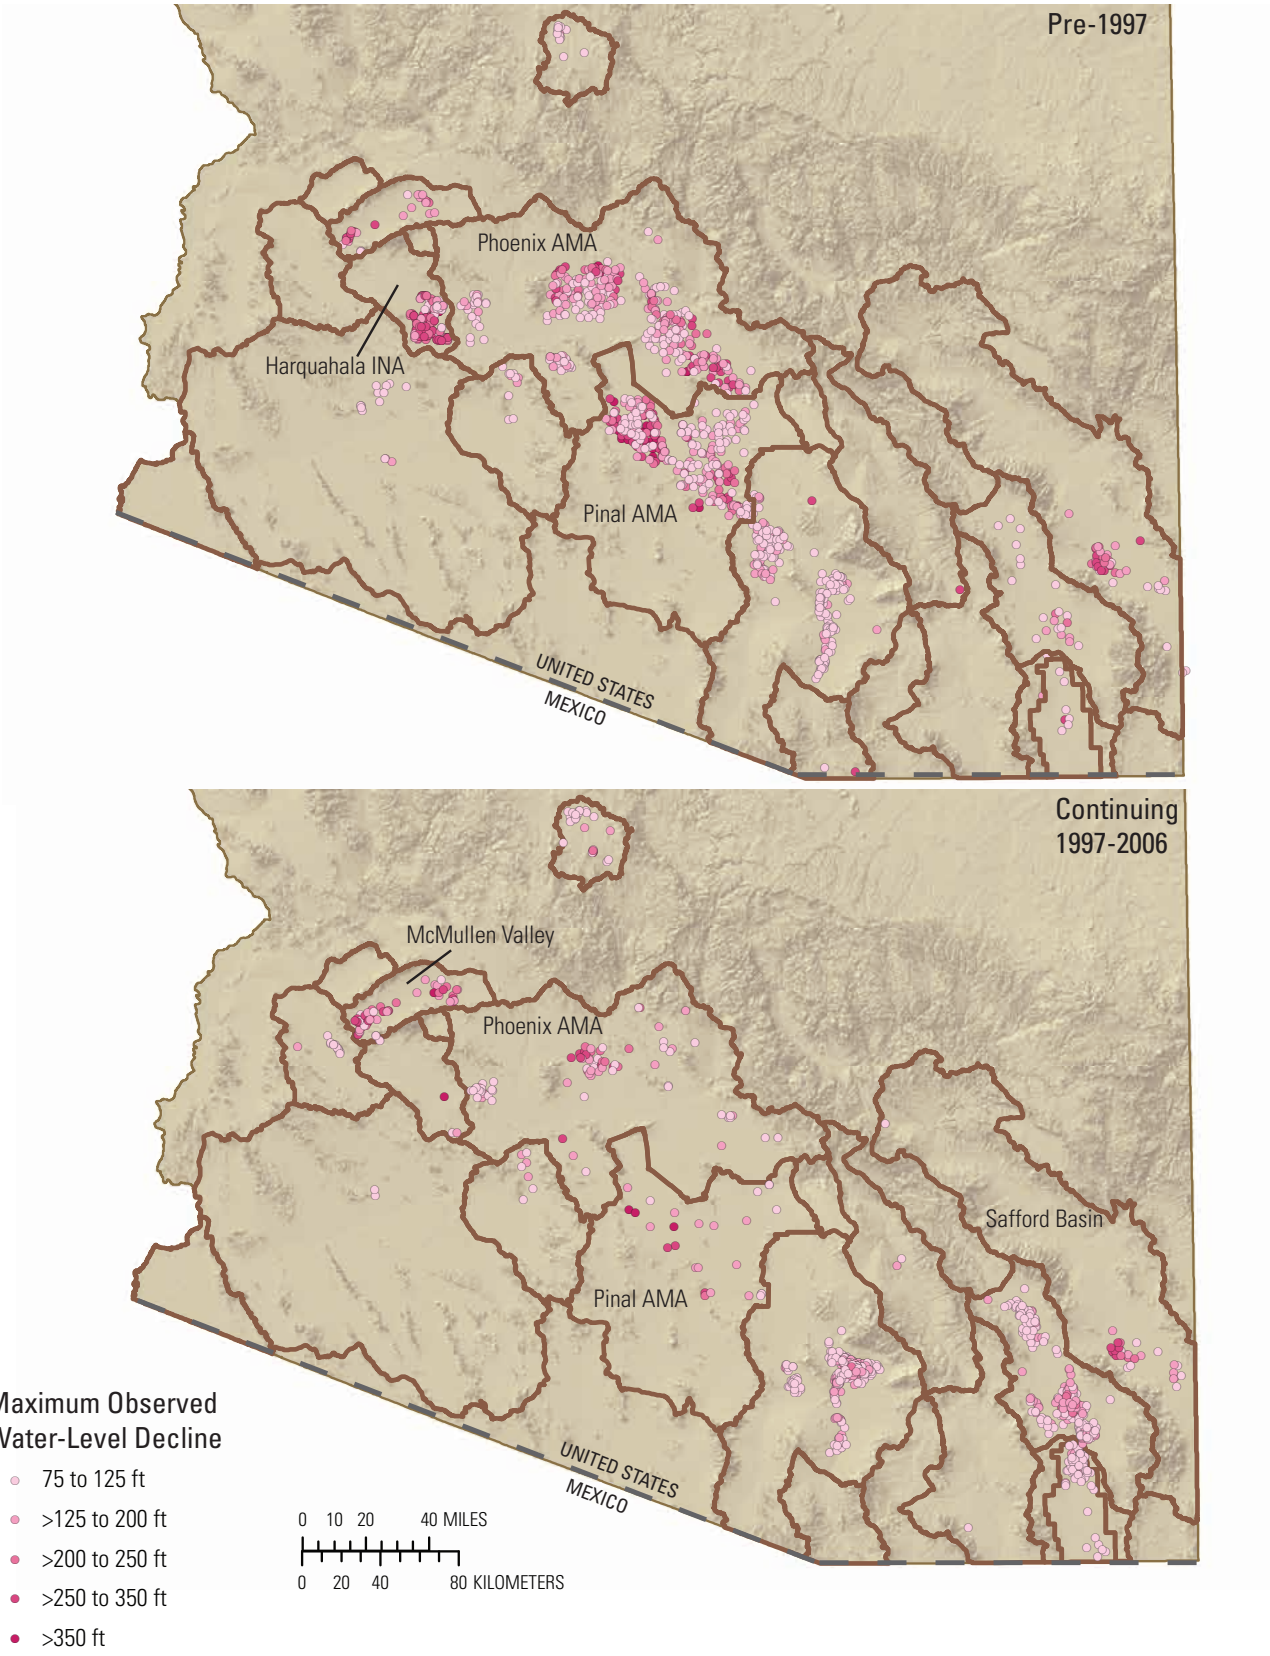 Pre-1997
Phoenix AMA
Harquahala INA
Pinal AMA
UNITED STATES
MEXICO
Continuing
1997-2006
McMullen Valley
Phoenix AMA
Safford Basin
Pinal AMA
UNITED STATES
MEXICO
Maximum Observed
Water-Level Decline
75 to 125 ft
>125 to 200 ft
>200 to 250 ft
>250 to 350 ft
>350 ft
0 10 20 40 MILES
0 20 40 80 KILOMETERS